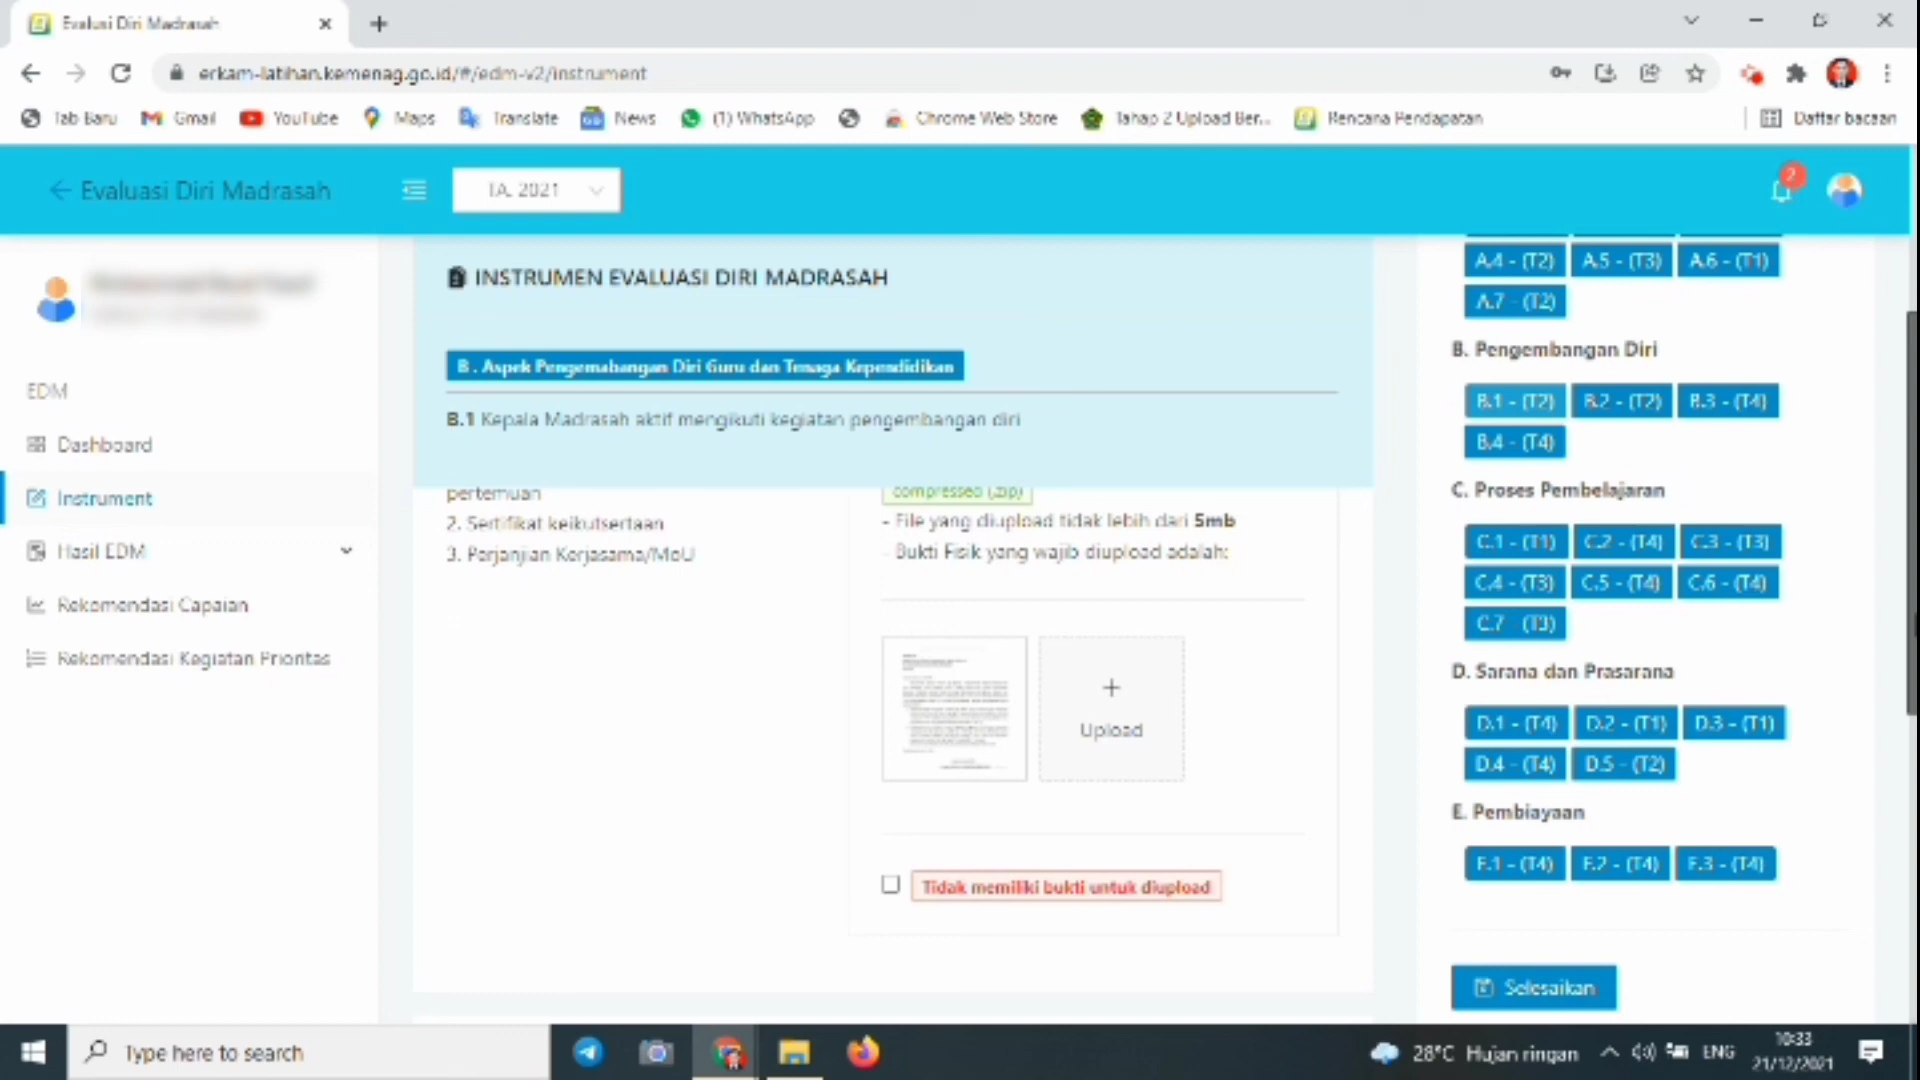 Evalusi Diri Madrasah
erkam-latihan.kemenag.go.id/#/edm-v2/instrument
Tab Baru
Gmail
YouTube
Maps
Translate
News
(1) WhatsApp
Chrome Web Store
Tahap 2 Upload Ber...
Rencana Pendapatan
Daftar bacaan
Evaluasi Diri Madrasah
TA. 2021
2
EDM
Dashboard
Instrument
Hasil EDM
Rekomendasi Capaian
Rekomendasi Kegiatan Prioritas
INSTRUMEN EVALUASI DIRI MADRASAH
B . Aspek Pengemabangan Diri Guru dan Tenaga Kependidikan
B.1 Kepala Madrasah aktif mengikuti kegiatan pengembangan diri
pertemuan
2. Sertifikat keikutsertaan
3. Perjanjian Kerjasama/MoU
compressed (.zip)
- File yang diupload tidak lebih dari 5mb
- Bukti Fisik yang wajib diupload adalah:
Upload
Tidak memiliki bukti untuk diupload
A.4 - (T2) A.5 - (T3) A.6 - (T1)
A.7 - (T2)
B. Pengembangan Diri
B.1 - (T2) B.2 - (T2) B.3 - (T4)
B.4 - (T4)
C. Proses Pembelajaran
C.1 - (T1) C.2 - (T4) C.3 - (T3)
C.4 - (T3) C.5 - (T4) C.6 - (T4)
C.7 - (T3)
D. Sarana dan Prasarana
D.1 - (T4) D.2 - (T1) D.3 - (T1)
D.4 - (T4) D.5 - (T2)
E. Pembiayaan
E.1 - (T4) E.2 - (T4) E.3 - (T4)
Selesaikan
Type here to search
28°C Hujan ringan
ENG
10:33
21/12/2021